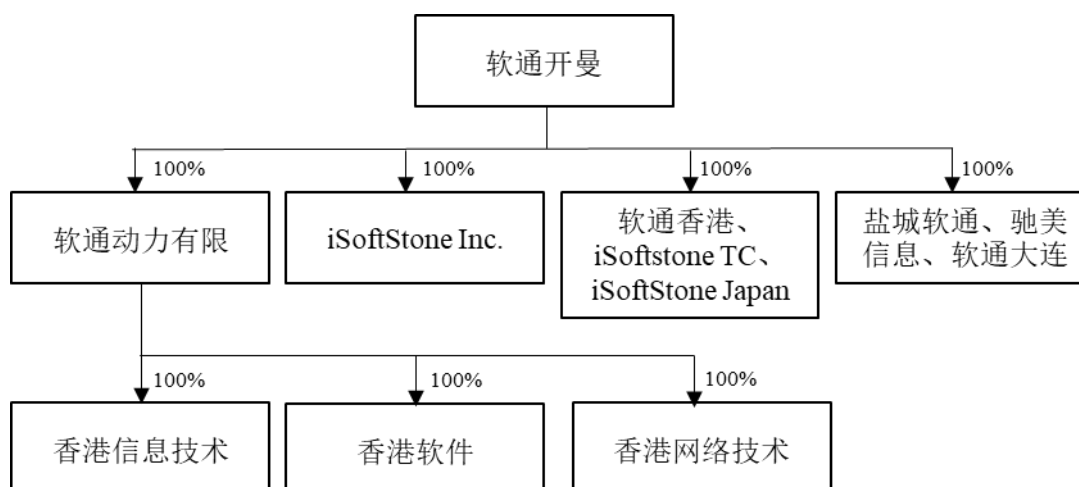 软通开曼
100%
100%
100%
100%
软通动力有限
iSoftStone Inc.
软通香港、
iSoftstone TC、
iSoftStone Japan
盐城软通、驰美
信息、软通大连
100%
100%
100%
香港信息技术
香港软件
香港网络技术